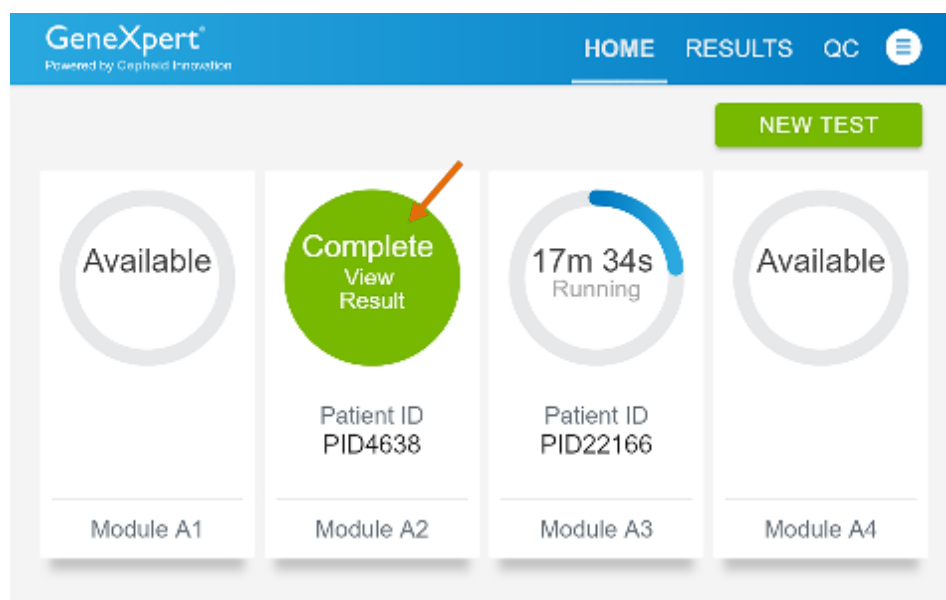 GeneXpert®
Powered by Cepheid Innovation
HOME RESULTS QC
NEW TEST
Available
Complete
View
Result
17m 34s
Running
Available
Patient ID
PID4638
Patient ID
PID22166
Module A1
Module A2
Module A3
Module A4